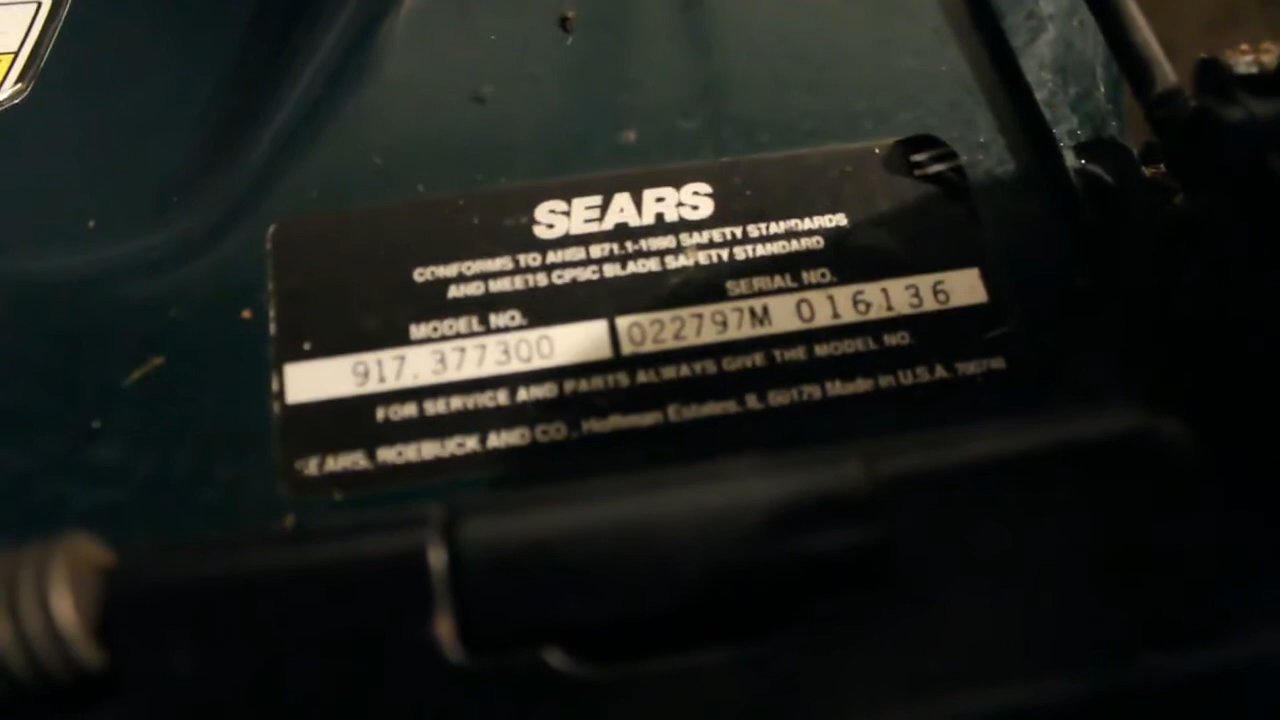 SEARS
CONFORMS TO ANSI B71.1-1990 SAFETY STANDARDS
AND MEETS CPSC BLADE SAFETY STANDARD
MODEL NO.
SERIAL NO.
917.377300
022797M 016136
FOR SERVICE AND PARTS ALWAYS GIVE THE MODEL NO.
SEARS, ROEBUCK AND CO., Hoffman Estates, IL 60179 Made in U.S.A.